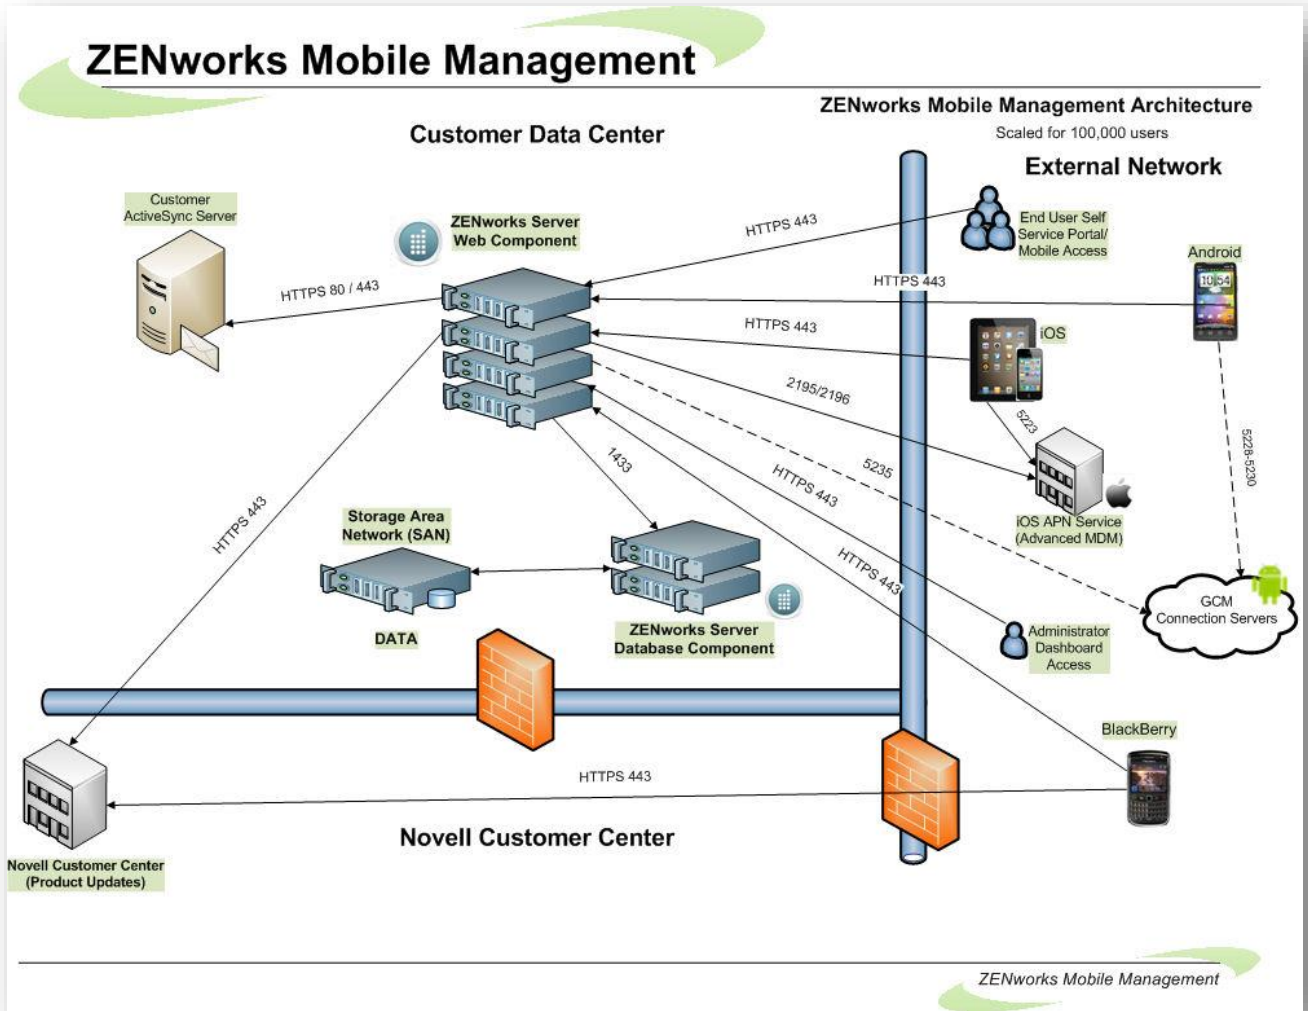 ZENworks Mobile Management
ZENworks Mobile Management Architecture
Scaled for 100,000 users
Customer Data Center
External Network
Customer
ActiveSync Server
ZENworks Server
Web Component
End User Self
Service Portal/
Mobile Access
HTTPS 443
Android
10:54
HTTPS 443
HTTPS 80 / 443
HTTPS 443
iOS
2195/2196
5223
5228-5230
1433
5235
HTTPS 443
HTTPS 443
iOS APN Service
(Advanced MDM)
Storage Area
Network (SAN)
HTTPS 443
GCM
Connection Servers
DATA
ZENworks Server
Database Component
Administrator
Dashboard
Access
BlackBerry
HTTPS 443
Novell Customer Center
Novell Customer Center
(Product Updates)
ZENworks Mobile Management